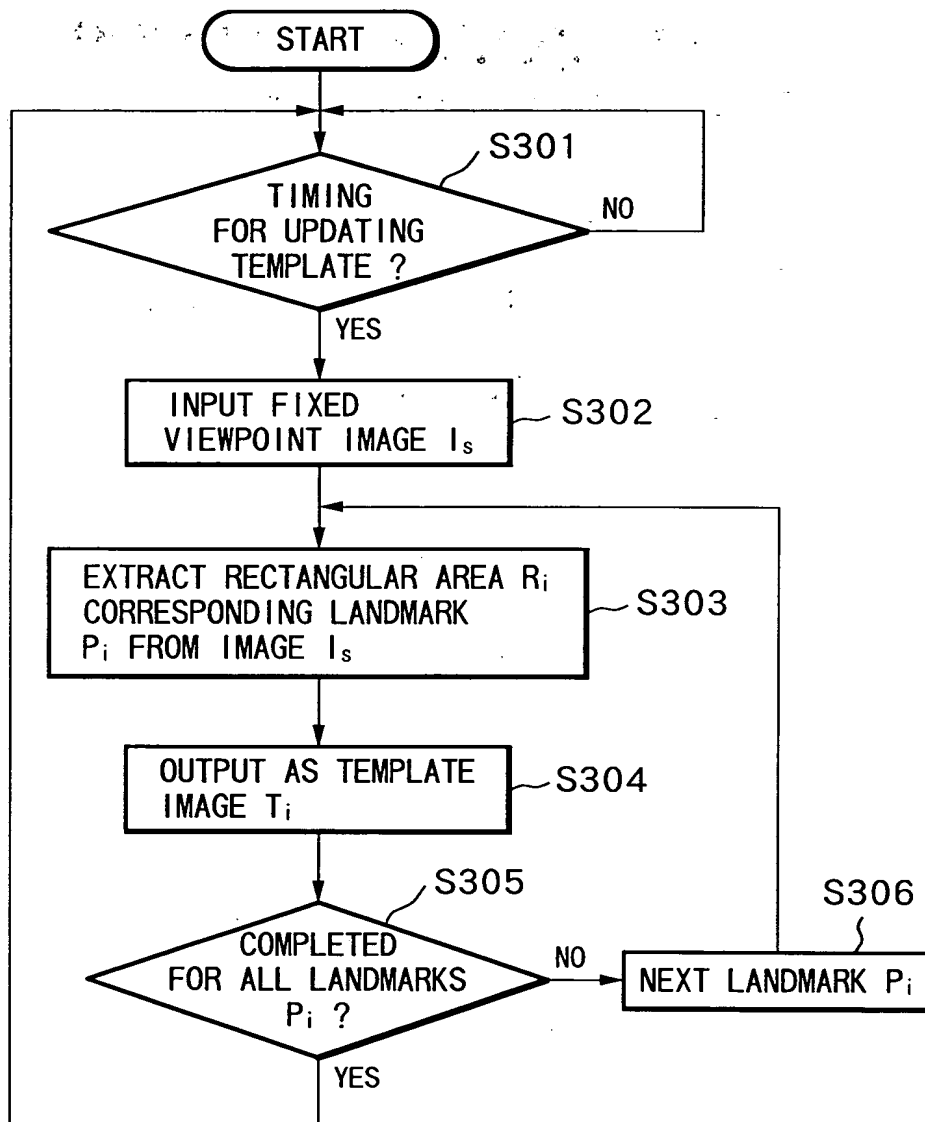 START
S301
TIMING
FOR UPDATING
TEMPLATE ?
NO
YES
INPUT FIXED
VIEWPOINT IMAGE Is
S302
EXTRACT RECTANGULAR AREA Ri
CORRESPONDING LANDMARK
Pi FROM IMAGE Is
S303
OUTPUT AS TEMPLATE
IMAGE Ti
S304
S305
COMPLETED
FOR ALL LANDMARKS
Pi ?
NO
S306
NEXT LANDMARK Pi
YES